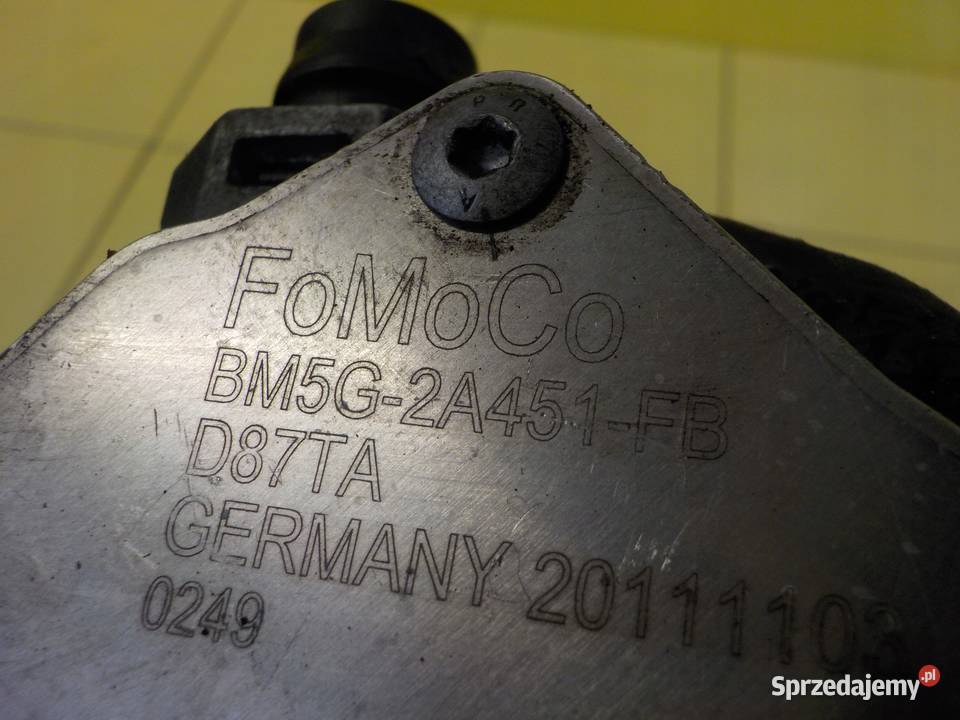 FoMoCo
BM5G-2A451-FB
D87TA
GERMANY 20111103
0249
Sprzedajemy.pl